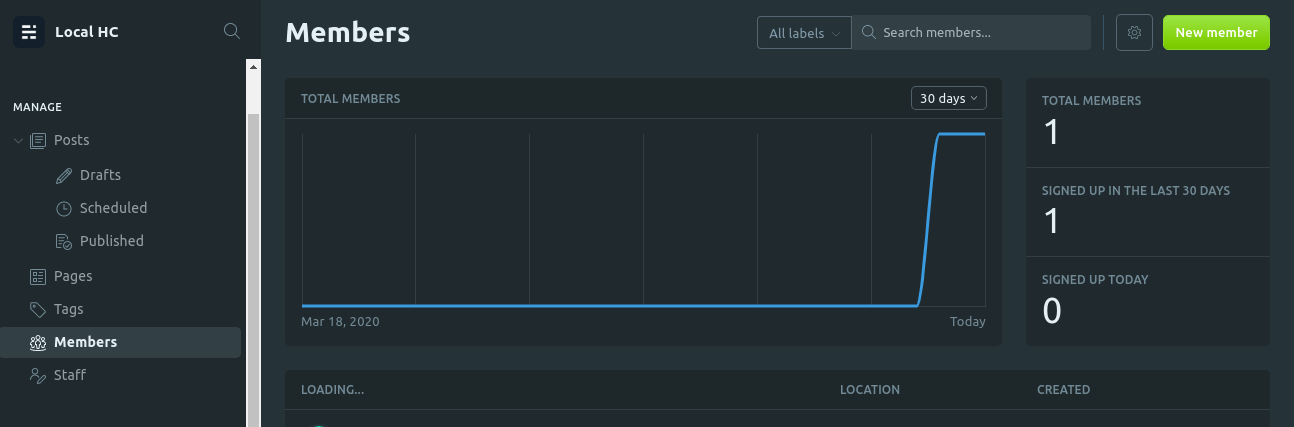 Local HC
MANAGE
Posts
Drafts
Scheduled
Published
Pages
Tags
Members
Staff
Members
All labels
Search members...
New member
TOTAL MEMBERS
30 days
Mar 18, 2020
Today
TOTAL MEMBERS
1
SIGNED UP IN THE LAST 30 DAYS
1
SIGNED UP TODAY
0
LOADING...
LOCATION
CREATED